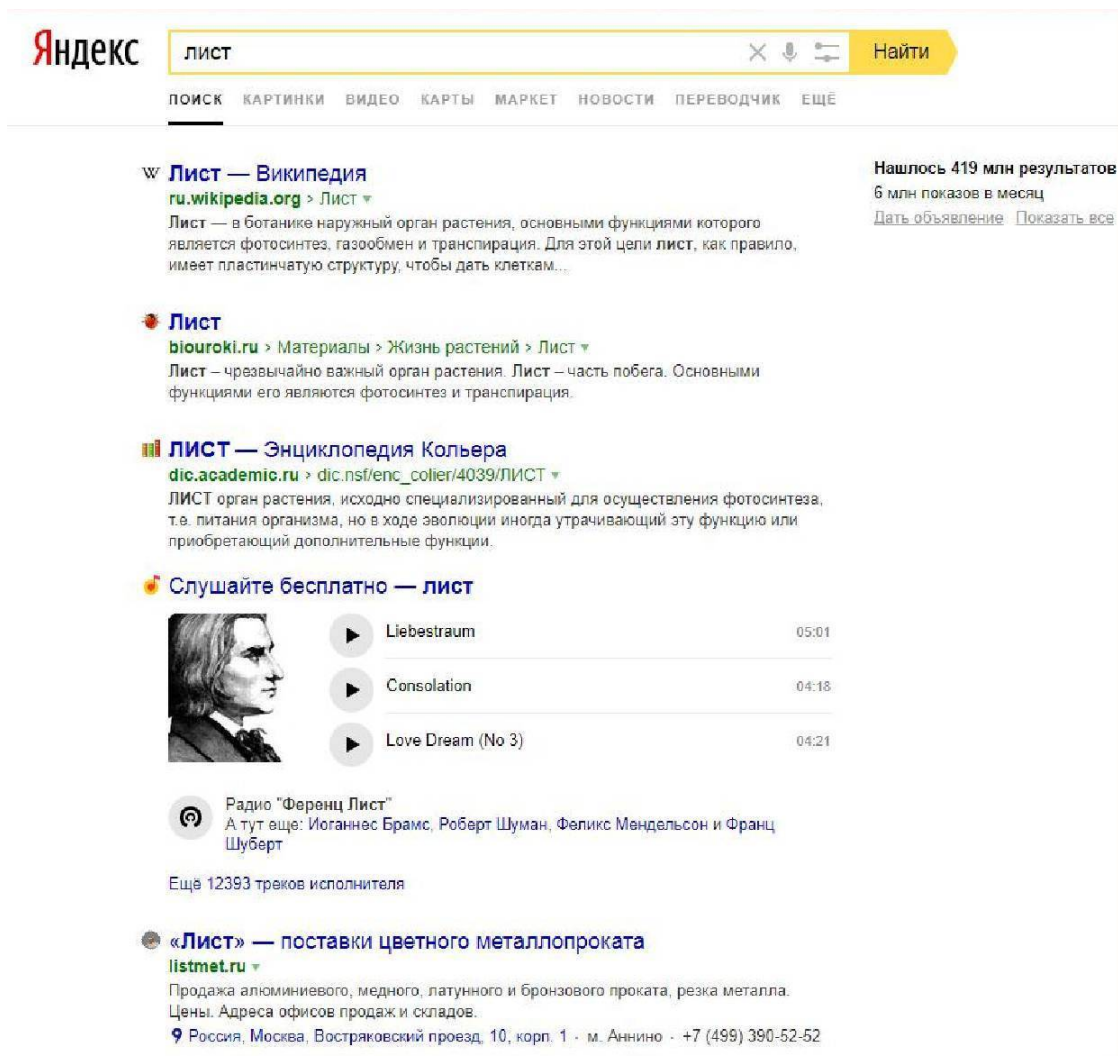 Яндекс
лист
Найти
ПОИСК КАРТИНКИ ВИДЕО КАРТЫ МАРКЕТ НОВОСТИ ПЕРЕВОДЧИК ЕЩЁ
Нашлось 419 млн результатов
6 млн показов в месяц
Дать объявление Показать все
W Лист — Википедия
ru.wikipedia.org > Лист
Лист — в ботанике наружный орган растения, основными функциями которого
является фотосинтез, газообмен и транспирация. Для этой цели лист, как правило,
имеет пластинчатую структуру, чтобы дать клеткам...
Лист
biouroki.ru > Материалы > Жизнь растений > Лист
Лист – чрезвычайно важный орган растения. Лист – часть побега. Основными
функциями его являются фотосинтез и транспирация.
ЛИСТ — Энциклопедия Кольера
dic.academic.ru > dic.nsf/enc_colier/4039/ЛИСТ
ЛИСТ орган растения, исходно специализированный для осуществления фотосинтеза,
т.е. питания организма, но в ходе эволюции иногда утрачивающий эту функцию или
приобретающий дополнительные функции.
Слушайте бесплатно — лист
Liebestraum 05:01
Consolation 04:18
Love Dream (No 3) 04:21
Радио "Ференц Лист"
А тут еще: Иоганнес Брамс, Роберт Шуман, Феликс Мендельсон и Франц
Шуберт
Ещё 12393 треков исполнителя
«Лист» — поставки цветного металлопроката
listmet.ru
Продажа алюминиевого, медного, латунного и бронзового проката, резка металла.
Цены. Адреса офисов продаж и складов.
Россия, Москва, Востряковский проезд, 10, корп. 1 · м. Аннино · +7 (499) 390-52-52